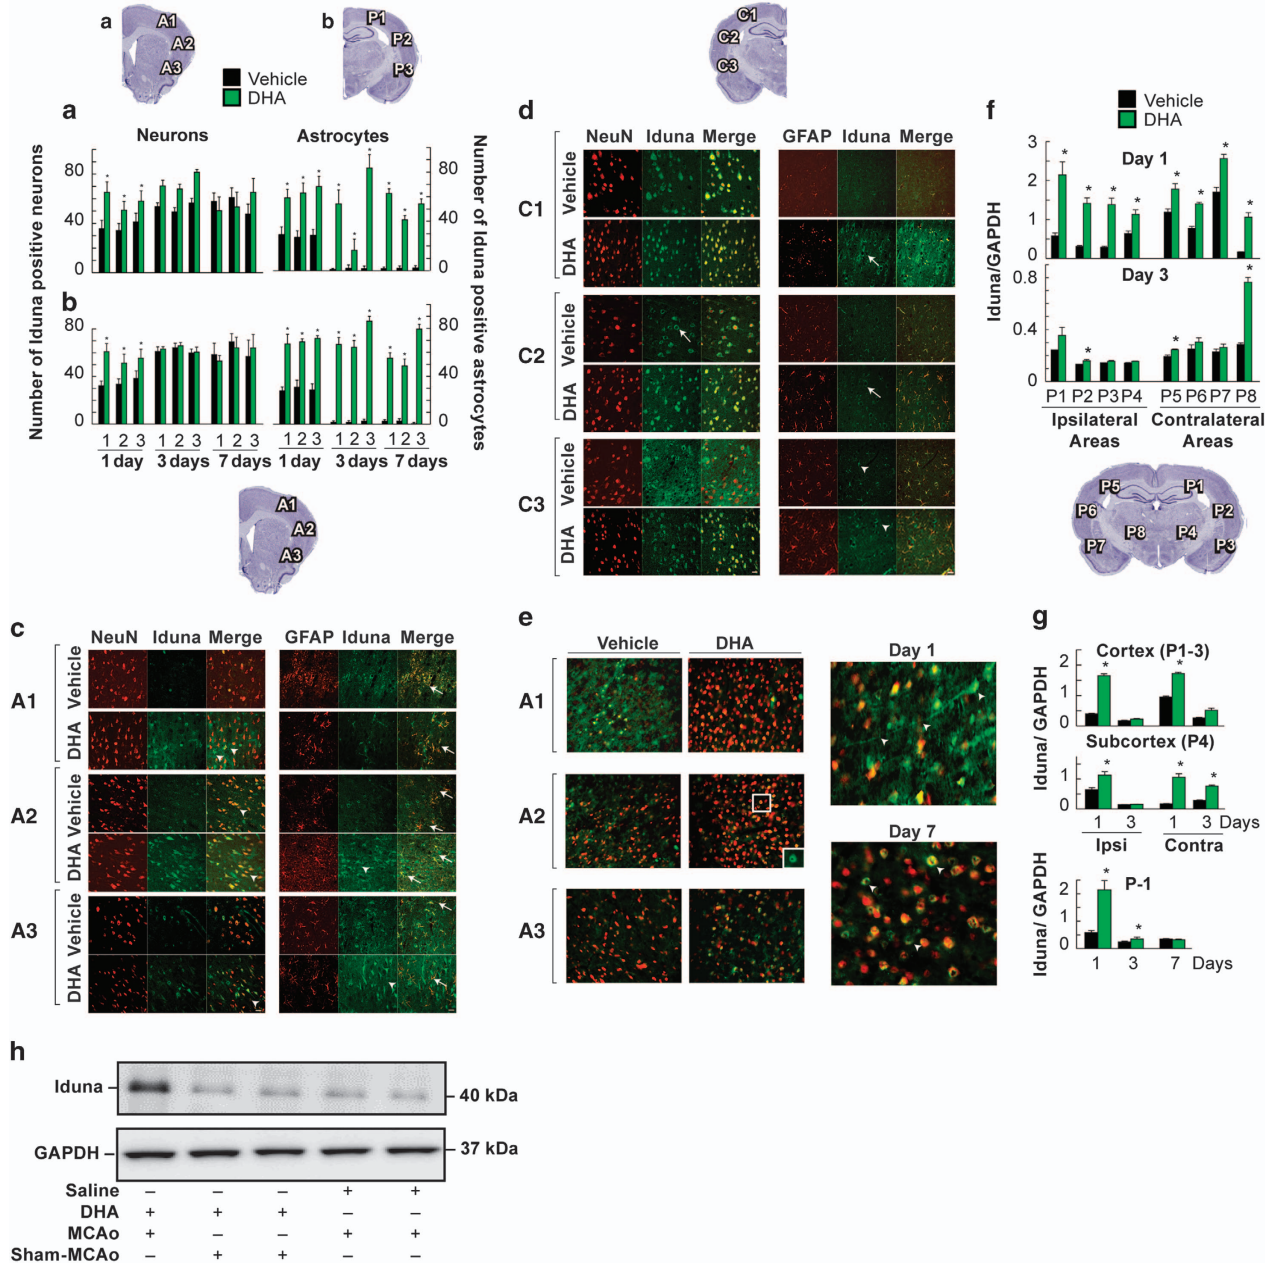 a
A1
A2
A3
b
P1
P2
P3
C1
C2
C3
Vehicle
DHA
a
Neurons
Astrocytes
Number of Iduna positive neurons
Number of Iduna positive astrocytes
80
40
0
80
40
0
b
80
40
0
80
40
0
1 2 3 1 2 3 1 2 3 1 2 3 1 2 3 1 2 3
1 day 3 days 7 days 1 day 3 days 7 days
A1
A2
A3
c
NeuN Iduna Merge GFAP Iduna Merge
A1
Vehicle
DHA
A2
Vehicle
DHA
A3
Vehicle
DHA
d
NeuN Iduna Merge GFAP Iduna Merge
C1
Vehicle
DHA
C2
Vehicle
DHA
C3
Vehicle
DHA
e
Vehicle DHA
A1
A2
A3
Day 1
Day 7
f
Vehicle
DHA
Iduna/GAPDH
Day 1
3
2
1
0
Day 3
0.8
0.4
0
P1 P2 P3 P4 P5 P6 P7 P8
Ipsilateral Areas
Contralateral Areas
P5 P1
P6 P2
P8 P4
P7 P3
g
Cortex (P1-3)
Iduna/ GAPDH
2
1
0
Subcortex (P4)
1
0
1 3 1 3 Days
Ipsi Contra
P-1
Iduna/ GAPDH
2
1
0
1 3 7 Days
h
Iduna –
– 40 kDa
GAPDH –
– 37 kDa
Saline – – – + +
DHA + + + – –
MCAo + – – + +
Sham-MCAo – + + – –